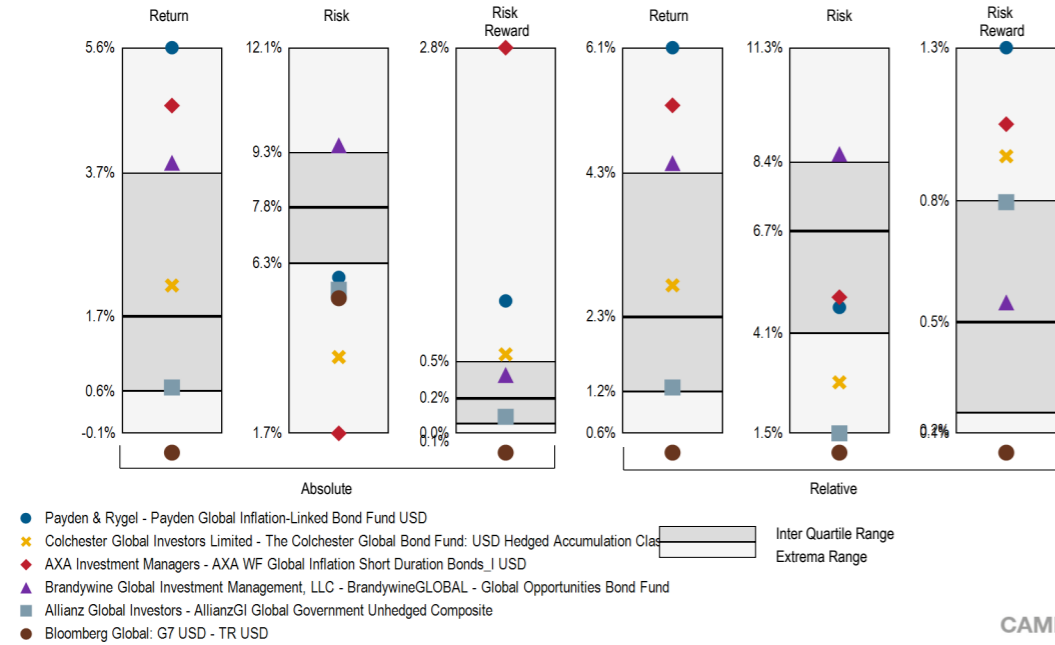 Return Risk Risk Reward Return Risk Risk Reward
5.6% 12.1% 2.8% 6.1% 11.3% 1.3%
9.3% 8.4%
3.7% 4.3%
7.8% 0.8%
6.7%
6.3%
1.7% 2.3% 4.1% 0.5%
0.5%
0.6% 0.2% 1.2%
-0.1% 1.7% 0.0% 0.6% 1.5%
0.1%
Absolute Relative
Payden & Rygel - Payden Global Inflation-Linked Bond Fund USD
Colchester Global Investors Limited - The Colchester Global Bond Fund: USD Hedged Accumulation Clas
AXA Investment Managers - AXA WF Global Inflation Short Duration Bonds_I USD
Brandywine Global Investment Management, LLC - BrandywineGLOBAL - Global Opportunities Bond Fund
Allianz Global Investors - AllianzGI Global Government Unhedged Composite
Bloomberg Global: G7 USD - TR USD
Inter Quartile Range
Extrema Range